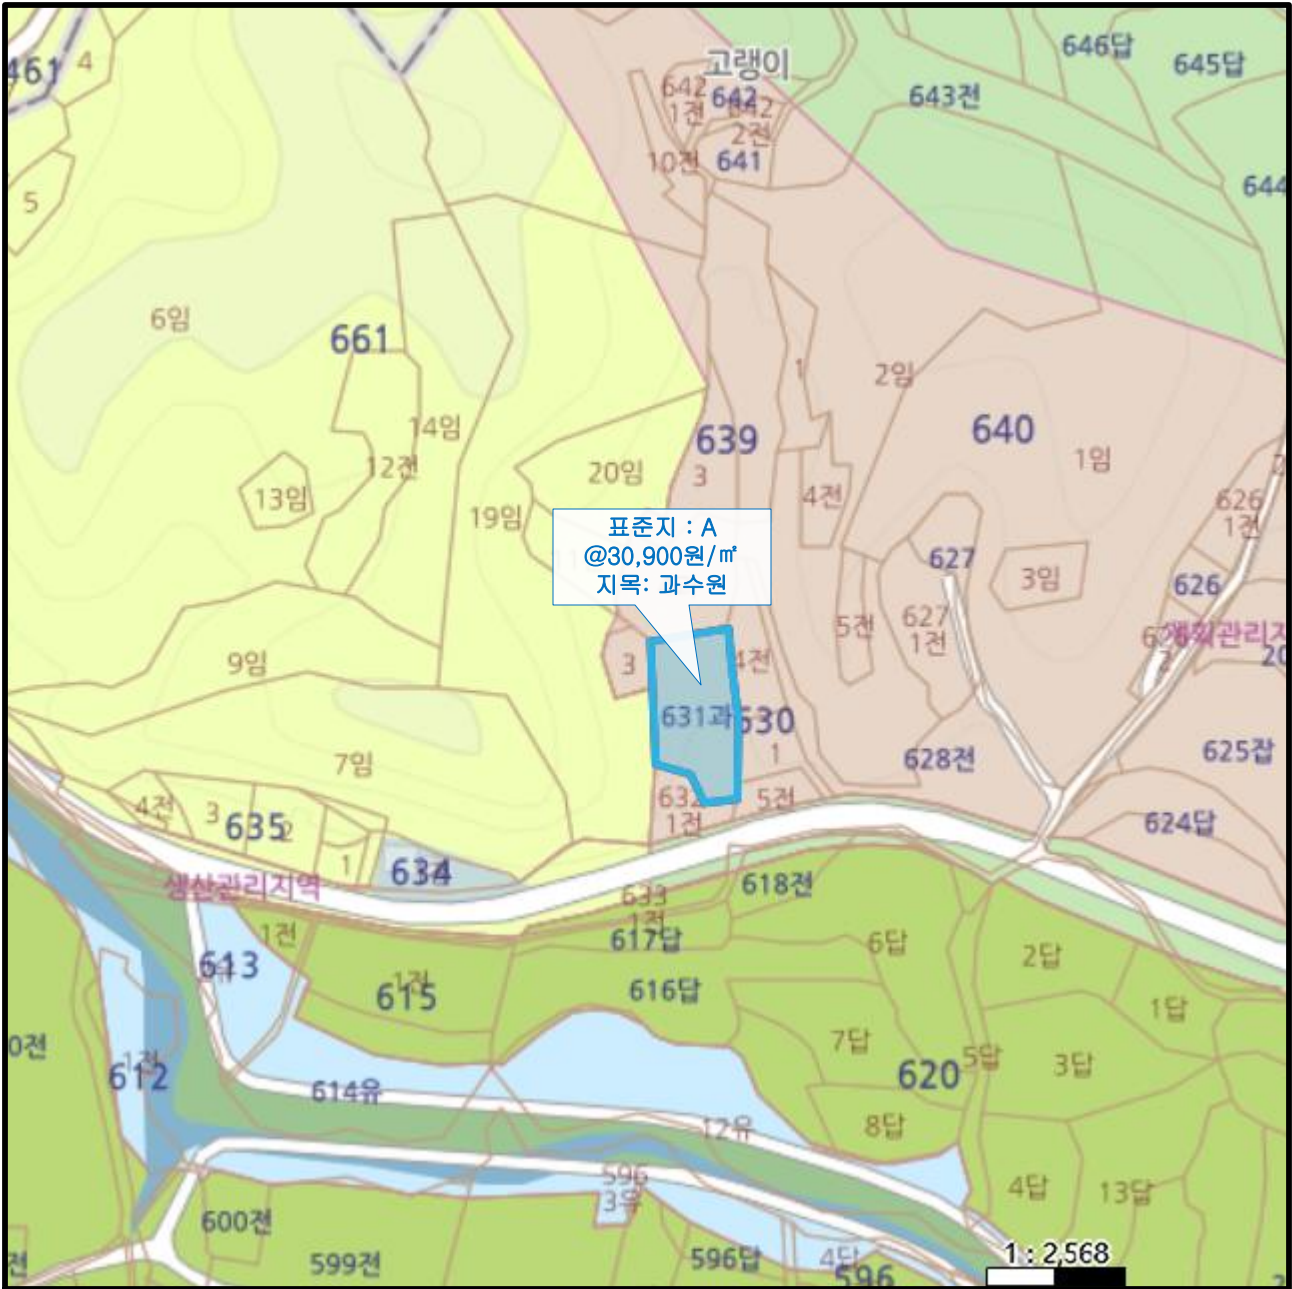 461
4
5
고랭이
642
1전
642
642
2전
10전
641
646답
645답
643전
644
6임
661
14임
12전
13임
20임
19임
639
3
1
2임
640
1임
4전
626
1전
표준지 : A
@30,900원/㎡
지목: 과수원
627
3임
626
5전
627
1전
9임
3
4전
631과
630
1
628전
625잡
7임
4전
3
635
2
1
632
1전
5전
624답
634
생산관리지역
633
1전
618전
617답
6답
2답
1전
613
1전
615
616답
1답
0전
1전
612
614유
7답
620
5답
3답
12유
8답
596
3유
4답
13답
600전
599전
596답
4답
596
전
1 : 2,568